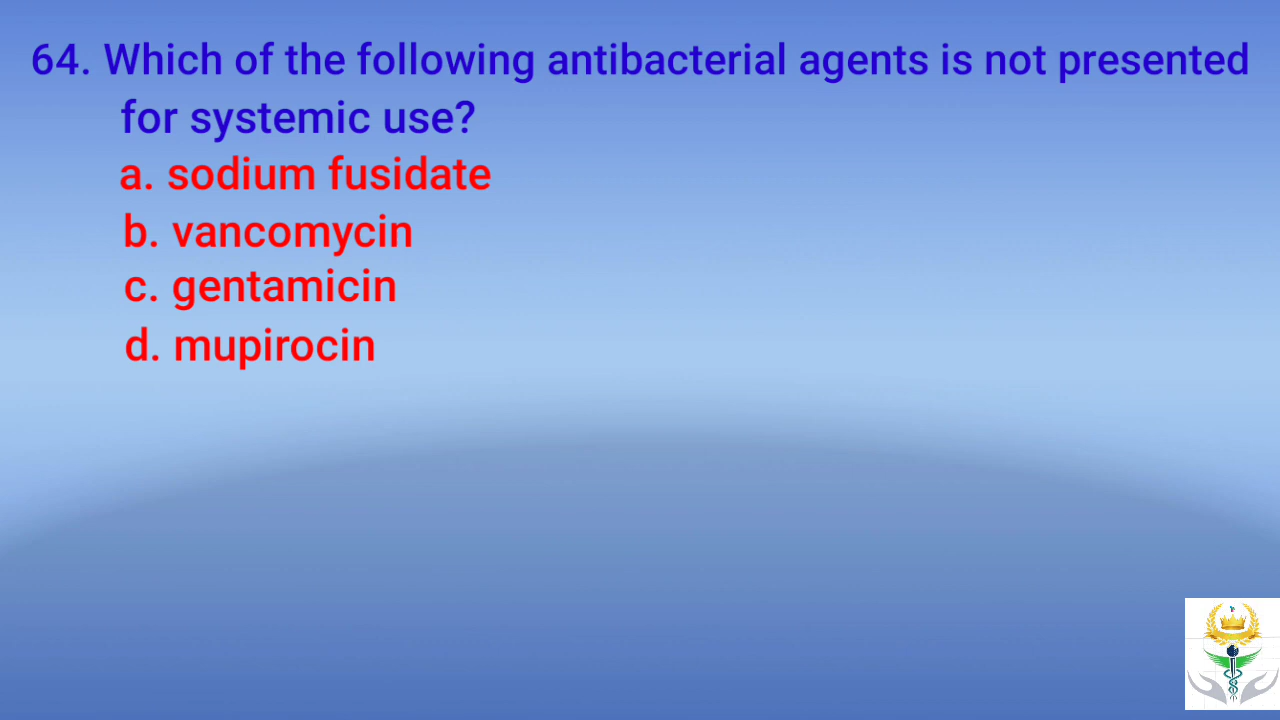 64. Which of the following antibacterial agents is not presented
for systemic use?
a. sodium fusidate
b. vancomycin
c. gentamicin
d. mupirocin